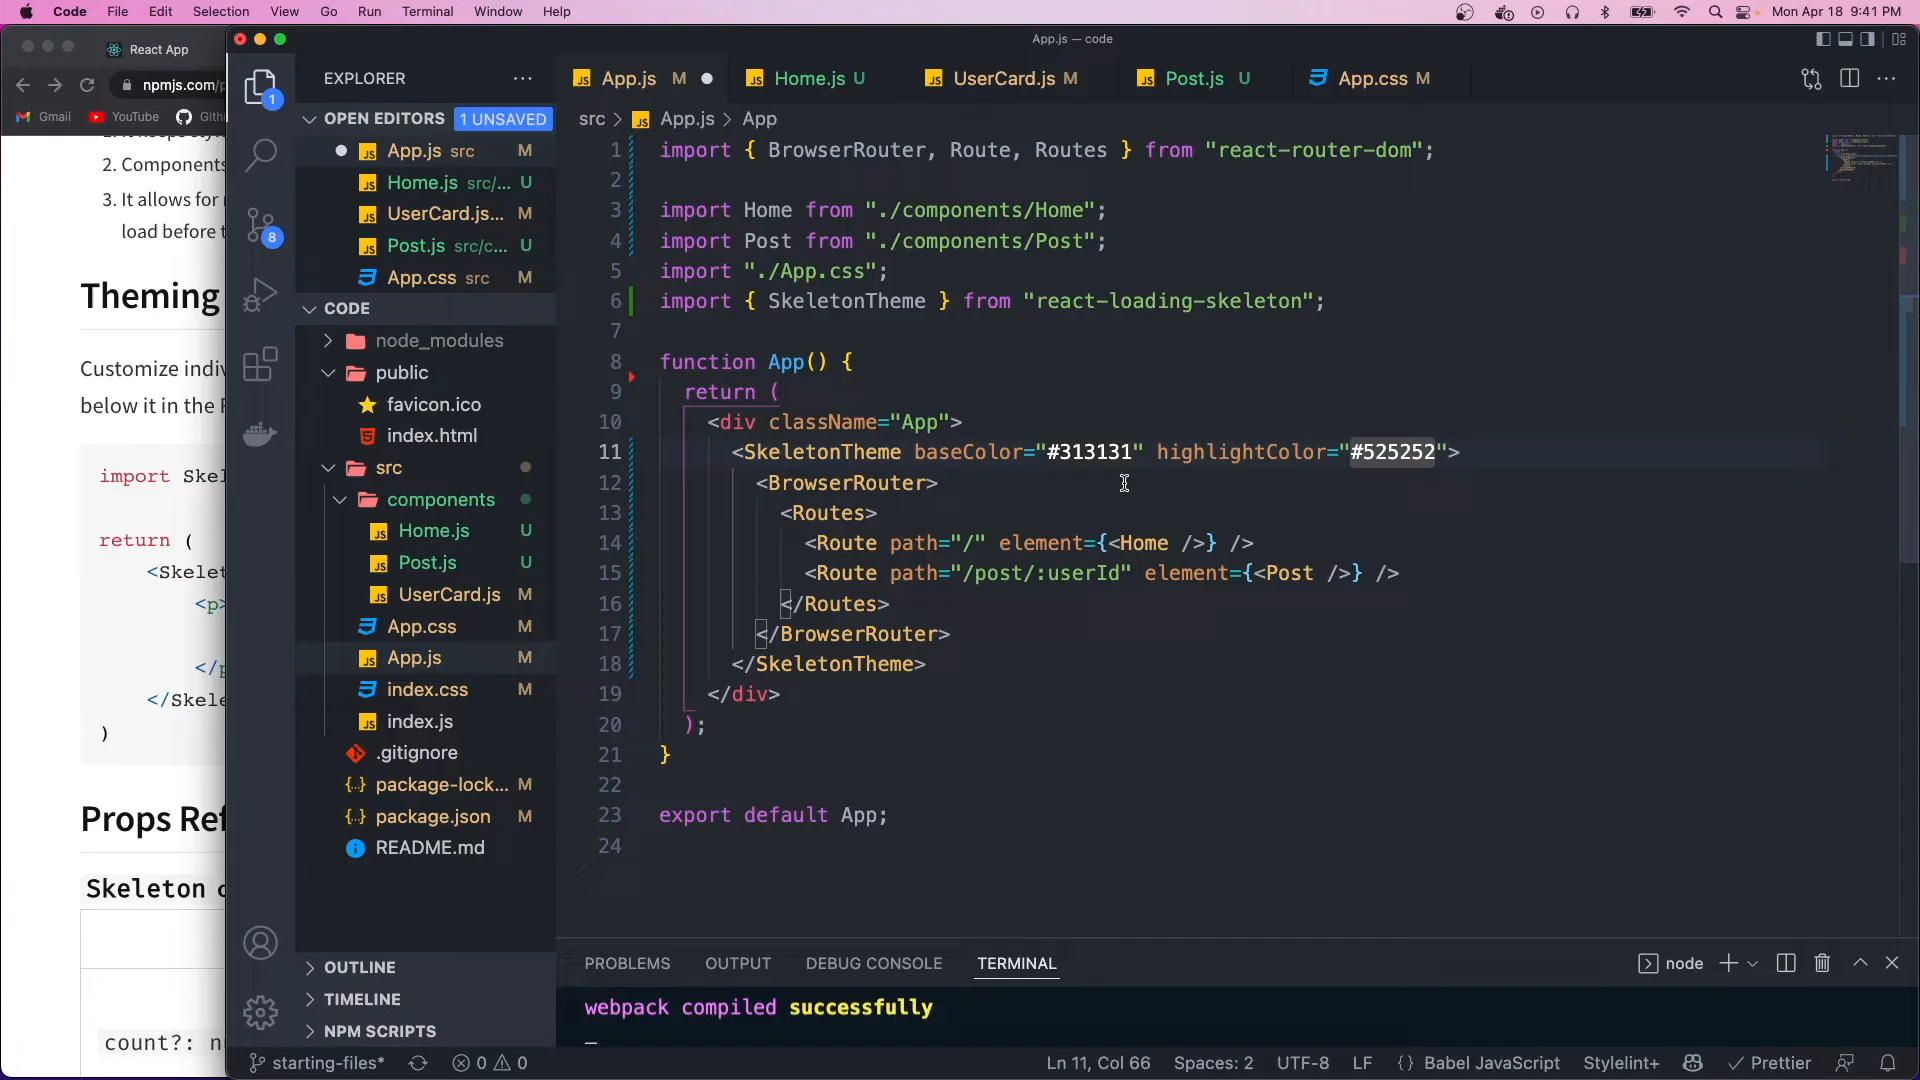 Code File Edit Selection View Go Run Terminal Window Help Mon Apr 18 9:41 PM
React App
npmjs.com/p
Gmail YouTube Gith
2. Components
3. It allows for
load before t
Theming
Customize indiv
below it in the
import Skel
return (
<Skelet
<p>
</p
</Skele
)
Props Ref
Skeleton
count?:
App.js — code
EXPLORER ···
OPEN EDITORS 1 UNSAVED
App.js src M
Home.js src/... U
UserCard.js... M
Post.js src/c... U
App.css src M
CODE
node_modules
public
favicon.ico
index.html
src
components
Home.js U
Post.js U
UserCard.js M
App.css M
App.js M
index.css M
index.js
.gitignore
package-lock... M
package.json M
README.md
OUTLINE
TIMELINE
NPM SCRIPTS
1
8
App.js M Home.js U UserCard.js M Post.js U App.css M
src > App.js > App
1 import { BrowserRouter, Route, Routes } from "react-router-dom";
2
3 import Home from "./components/Home";
4 import Post from "./components/Post";
5 import "./App.css";
6 import { SkeletonTheme } from "react-loading-skeleton";
7
8 function App() {
9 return (
10 <div className="App">
11 <SkeletonTheme baseColor="#313131" highlightColor="#525252">
12 <BrowserRouter>
13 <Routes>
14 <Route path="/" element={<Home />} />
15 <Route path="/post/:userId" element={<Post />} />
16 </Routes>
17 </BrowserRouter>
18 </SkeletonTheme>
19 </div>
20 );
21 }
22
23 export default App;
24
PROBLEMS OUTPUT DEBUG CONSOLE TERMINAL node
webpack compiled successfully
starting-files* 0 0 Ln 11, Col 66 Spaces: 2 UTF-8 LF {} Babel JavaScript Stylelint+ Prettier